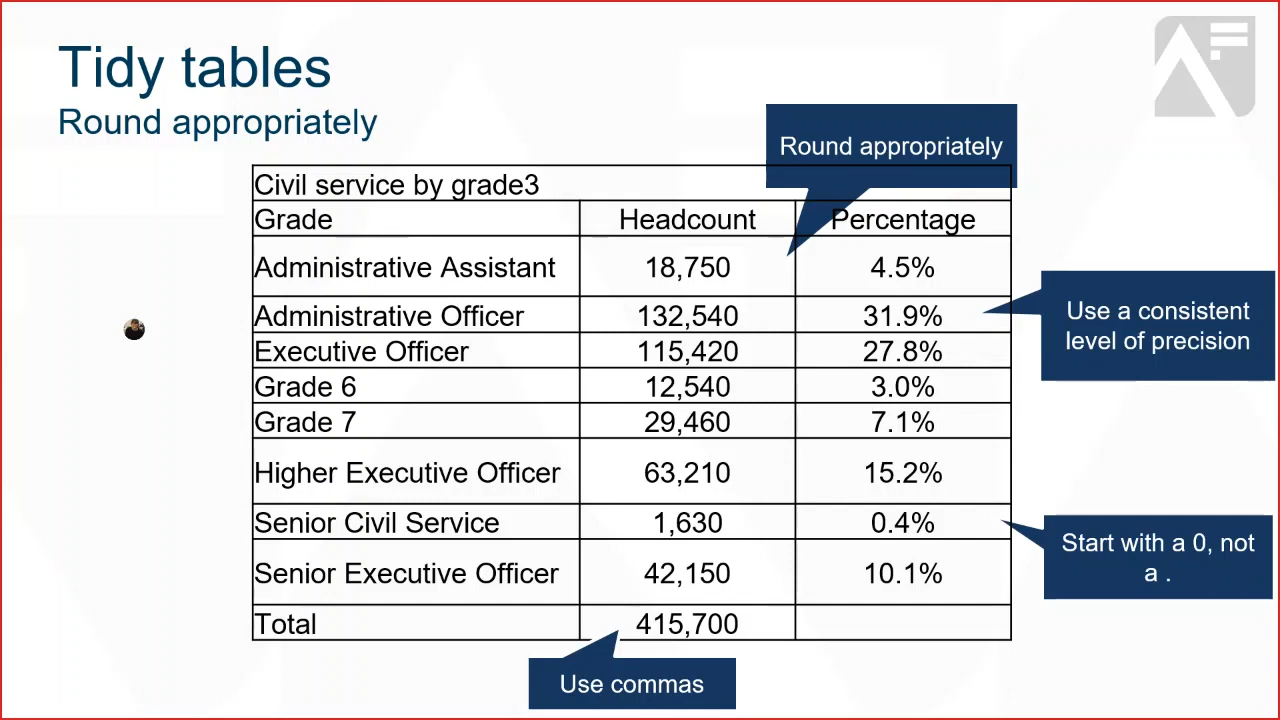 Tidy tables
Round appropriately
Round appropriately
Civil service by grade3
Grade Headcount Percentage
Administrative Assistant 18,750 4.5%
Administrative Officer 132,540 31.9%
Use a consistent
level of precision
Executive Officer 115,420 27.8%
Grade 6 12,540 3.0%
Grade 7 29,460 7.1%
Higher Executive Officer 63,210 15.2%
Senior Civil Service 1,630 0.4%
Start with a 0, not
a .
Senior Executive Officer 42,150 10.1%
Total 415,700
Use commas